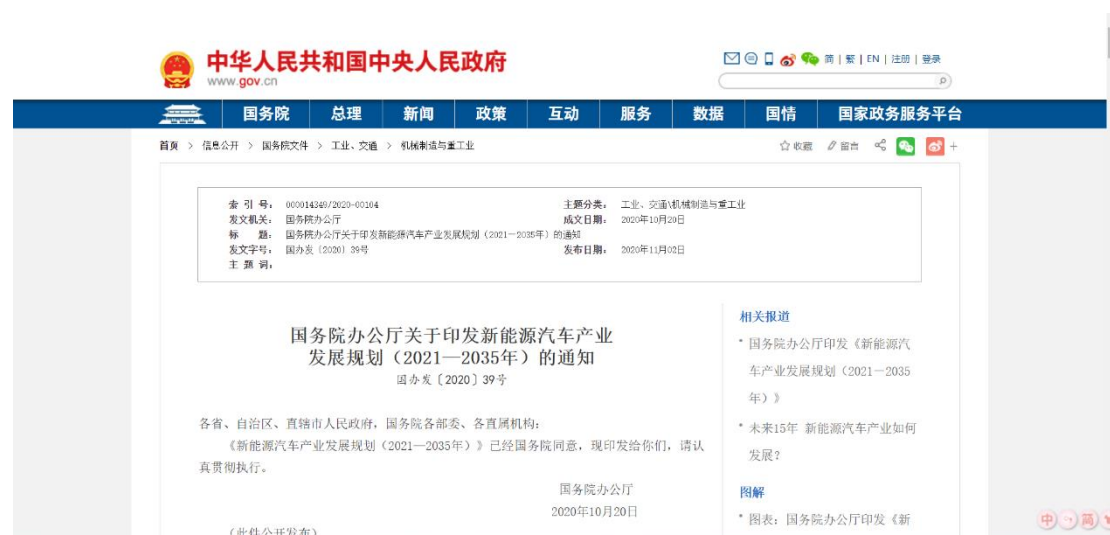 中华人民共和国中央人民政府
www.gov.cn
简 | 繁 | EN | 注册 | 登录
国务院 总理 新闻 政策 互动 服务 数据 国情 国家政务服务平台
首页 > 信息公开 > 国务院文件 > 工业、交通 > 机械制造与重工业
收藏 留言
索 引 号： 000014349/2020-00104 主题分类： 工业、交通\机械制造与重工业
发文机关： 国务院办公厅 成文日期： 2020年10月20日
标 题： 国务院办公厅关于印发新能源汽车产业发展规划（2021—2035年）的通知
发文字号： 国办发〔2020〕39号 发布日期： 2020年11月02日
主 题 词：
国务院办公厅关于印发新能源汽车产业
发展规划（2021—2035年）的通知
国办发〔2020〕39号
各省、自治区、直辖市人民政府，国务院各部委、各直属机构：
《新能源汽车产业发展规划（2021—2035年）》已经国务院同意，现印发给你们，请认
真贯彻执行。
国务院办公厅
2020年10月20日
（此件公开发布）
相关报道
国务院办公厅印发《新能源汽
车产业发展规划（2021－2035
年）》
未来15年 新能源汽车产业如何
发展？
图解
图表：国务院办公厅印发《新
中 简